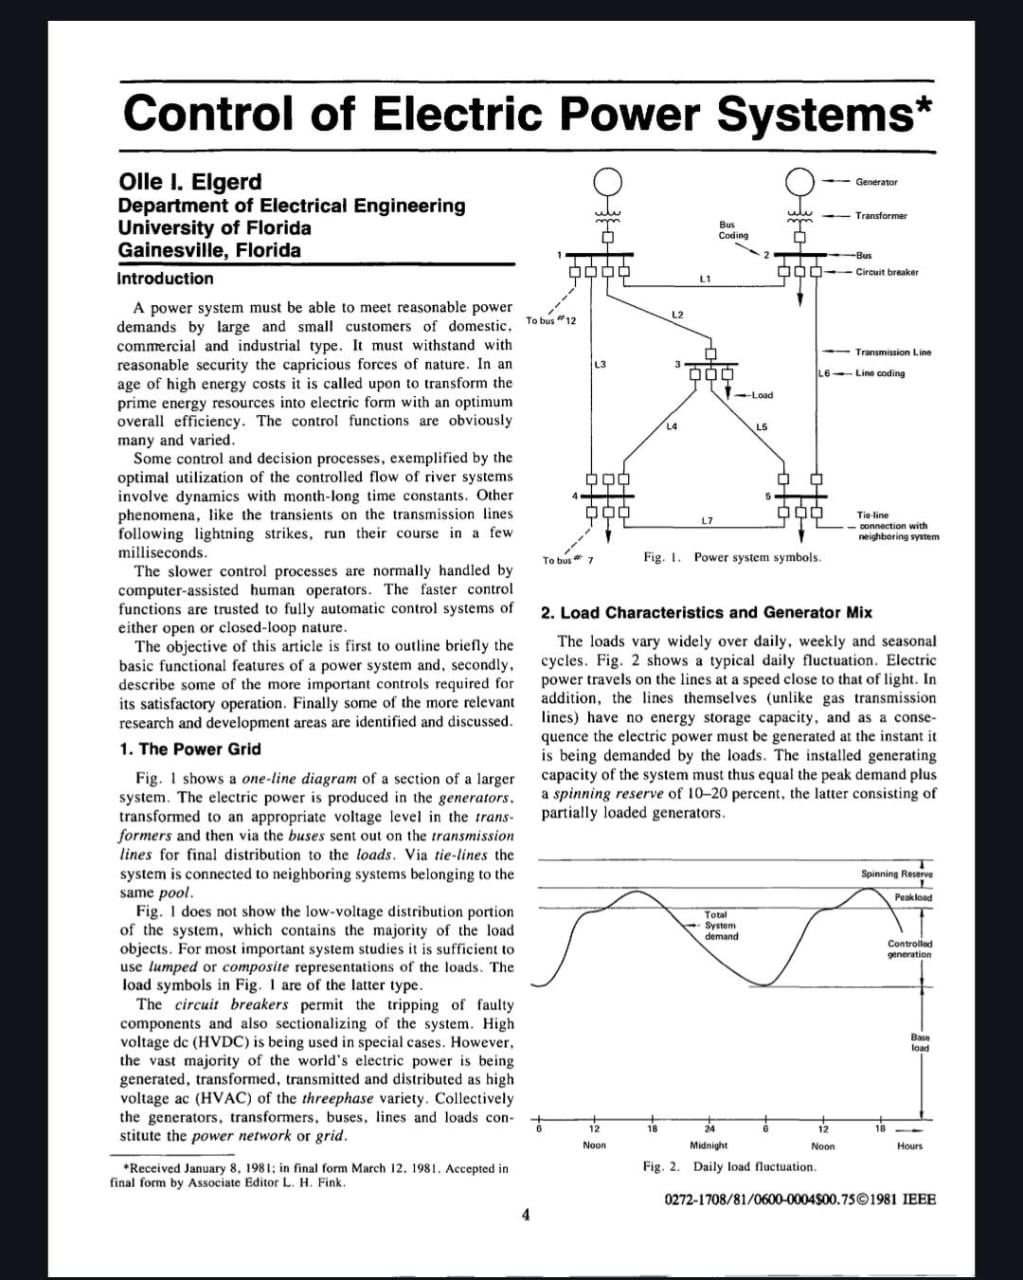 Control of Electric Power Systems*
Olle I. Elgerd
Department of Electrical Engineering
University of Florida
Gainesville, Florida
Introduction
A power system must be able to meet reasonable power
demands by large and small customers of domestic,
commercial and industrial type. It must withstand with
reasonable security the capricious forces of nature. In an
age of high energy costs it is called upon to transform the
prime energy resources into electric form with an optimum
overall efficiency. The control functions are obviously
many and varied.
Some control and decision processes, exemplified by the
optimal utilization of the controlled flow of river systems
involve dynamics with month-long time constants. Other
phenomena, like the transients on the transmission lines
following lightning strikes, run their course in a few
milliseconds.
The slower control processes are normally handled by
computer-assisted human operators. The faster control
functions are trusted to fully automatic control systems of
either open or closed-loop nature.
The objective of this article is first to outline briefly the
basic functional features of a power system and, secondly,
describe some of the more important controls required for
its satisfactory operation. Finally some of the more relevant
research and development areas are identified and discussed.
1. The Power Grid
Fig. 1 shows a one-line diagram of a section of a larger
system. The electric power is produced in the generators,
transformed to an appropriate voltage level in the trans-
formers and then via the buses sent out on the transmission
lines for final distribution to the loads. Via tie-lines the
system is connected to neighboring systems belonging to the
same pool.
Fig. 1 does not show the low-voltage distribution portion
of the system, which contains the majority of the load
objects. For most important system studies it is sufficient to
use lumped or composite representations of the loads. The
load symbols in Fig. 1 are of the latter type.
The circuit breakers permit the tripping of faulty
components and also sectionalizing of the system. High
voltage dc (HVDC) is being used in special cases. However,
the vast majority of the world's electric power is being
generated, transformed, transmitted and distributed as high
voltage ac (HVAC) of the threephase variety. Collectively
the generators, transformers, buses, lines and loads con-
stitute the power network or grid.
*Received January 8, 1981; in final form March 12, 1981. Accepted in
final form by Associate Editor L. H. Fink.
Generator
Transformer
Bus
Coding
1
2
Bus
Circuit breaker
L1
To bus #12
L2
Transmission Line
L3
3
L6
Line coding
Load
L4
L5
4
5
L7
Tie-line
connection with
neighboring system
To bus # 7
Fig. 1. Power system symbols.
2. Load Characteristics and Generator Mix
The loads vary widely over daily, weekly and seasonal
cycles. Fig. 2 shows a typical daily fluctuation. Electric
power travels on the lines at a speed close to that of light. In
addition, the lines themselves (unlike gas transmission
lines) have no energy storage capacity, and as a conse-
quence the electric power must be generated at the instant it
is being demanded by the loads. The installed generating
capacity of the system must thus equal the peak demand plus
a spinning reserve of 10–20 percent, the latter consisting of
partially loaded generators.
Spinning Reserve
Peakload
Total
System
demand
Controlled
generation
Base
load
6 12 18 24 6 12 18
Noon Midnight Noon Hours
Fig. 2. Daily load fluctuation.
0272-1708/81/0600-0004$00.75©1981 IEEE
4